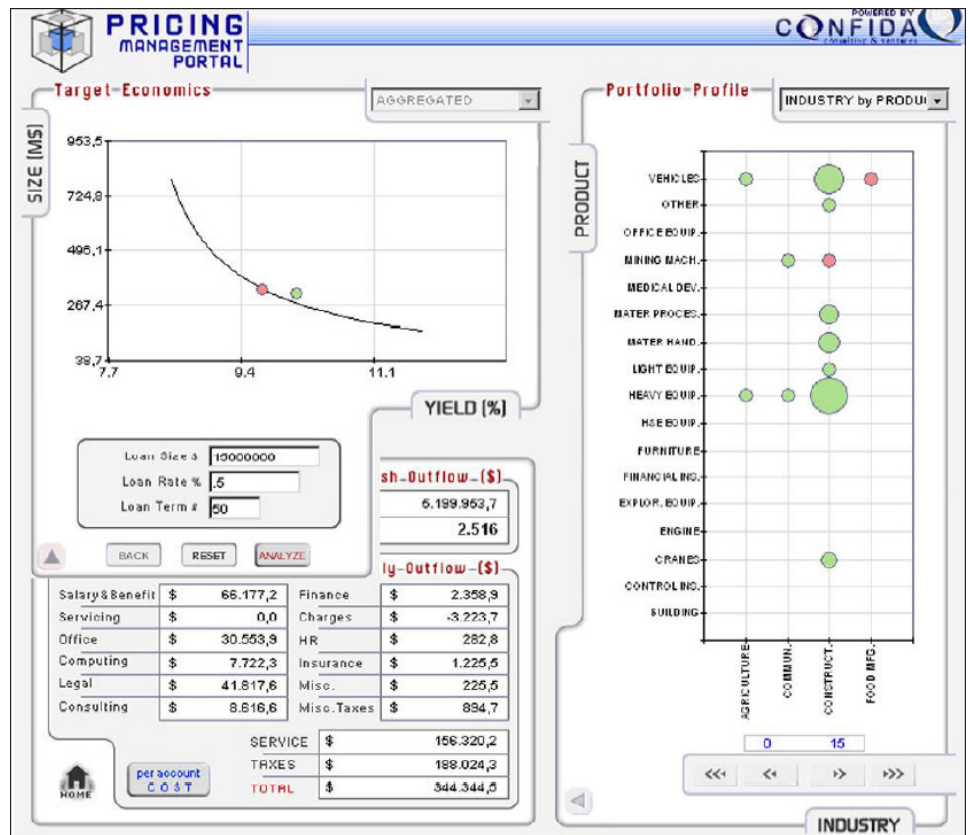 PRICING
MANAGEMENT
PORTAL
POWERED BY
CONFIDA
consulting & ventures
Target-Economics
AGGREGATED
SIZE (M$)
953,5
724,8
496,1
267,4
38,7
7.7
9.4
11.1
YIELD (%)
Loan Size $ 15000000
Loan Rate % .5
Loan Term # 50
BACK
RESET
ANALYZE
sh-Outflow-($)
5.199.953,7
2.516
ly-Outflow-($)
Salary&Benefit $ 66.177,2 Finance $ 2.358,9
Servicing $ 0,0 Charges $ -3.223,7
Office $ 30.553,9 HR $ 282,8
Computing $ 7.722,3 Insurance $ 1.225,5
Legal $ 41.817,6 Misc. $ 225,5
Consulting $ 8.616,6 Misc.Taxes $ 894,7
SERVICE $ 156.320,2
TAXES $ 188.024,3
TOTAL $ 344.344,5
HOME
per account
COST
Portfolio-Profile
INDUSTRY by PRODU
PRODUCT
VEHICLES
OTHER
OFFICE EQUIP.
MINING MACH.
MEDICAL DEV.
MATER PROCES.
MATER HAND.
LIGHT EQUIP.
HEAVY EQUIP.
HSE EQUIP.
FURNITURE
FINANCIAL INS.
EXPLOR. EQUIP.
ENGINE
CRANES
CONTROL INS.
BUILDING
AGRICULTURE
COMMUN.
CONSTRUCT.
FOOD MFG.
0 15
INDUSTRY